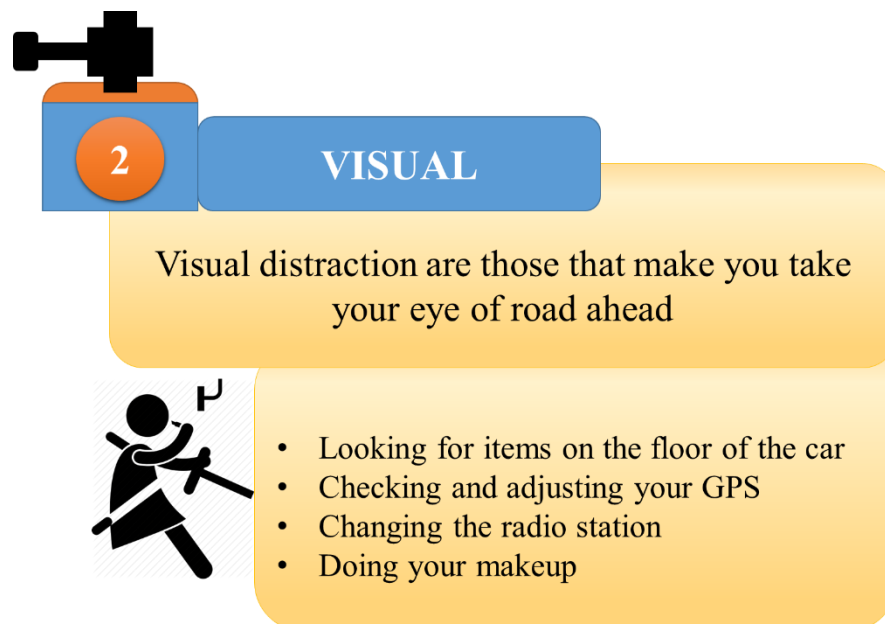 2
VISUAL
Visual distraction are those that make you take
your eye of road ahead
• Looking for items on the floor of the car
• Checking and adjusting your GPS
• Changing the radio station
• Doing your makeup